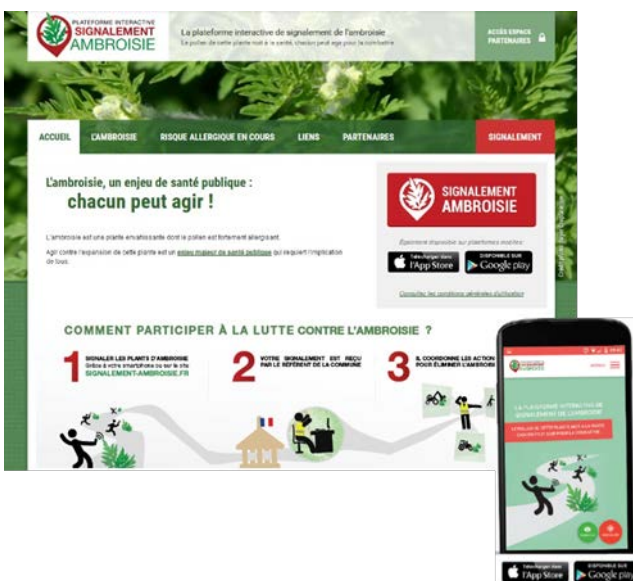 PLATEFORME INTERACTIVE
SIGNALEMENT
AMBROISIE
La plateforme interactive de signalement de l'ambroisie
Le pollen de cette plante nuit à la santé, chacun peut agir pour la combattre
ACCÈS ESPACE
PARTENAIRES
ACCUEIL L'AMBROISIE RISQUE ALLERGIQUE EN COURS LIENS PARTENAIRES SIGNALEMENT
L'ambroisie, un enjeu de santé publique :
chacun peut agir !
L'ambroisie est une plante envahissante dont le pollen est fortement allergisant.
Agir contre l'expansion de cette plante est un enjeu majeur de santé publique qui requiert l'implication
de tous.
SIGNALEMENT
AMBROISIE
Également disponible sur plateformes mobiles:
Télécharger dans
l'App Store
DISPONIBLE SUR
Google play
Consultez les conditions générales d'utilisation
COMMENT PARTICIPER À LA LUTTE CONTRE L'AMBROISIE ?
1
SIGNALER LES PLANTS D'AMBROISIE
Grâce à votre smartphone ou sur le site
SIGNALEMENT-AMBROISIE.FR
2
VOTRE SIGNALEMENT EST REÇU
PAR LE RÉFÉRENT DE LA COMMUNE
3
IL COORDONNE LES ACTION
POUR ÉLIMINER L'AMBROISI
AMBROISIE
LA PLATEFORME INTERACTIVE DE
SIGNALEMENT DE L'AMBROISIE
Télécharger dans
l'App Store
DISPONIBLE SUR
Google play